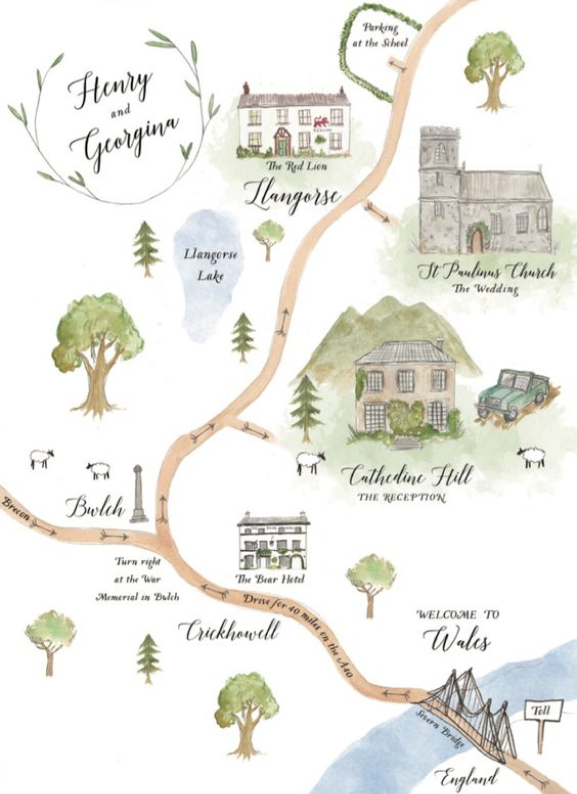 Parking
at the School
Henry
and
Georgina
The Red Lion
Llangorse
Llangorse
Lake
St Paulinus Church
The Wedding
Cathedine Hill
THE RECEPTION
Brecon
Bwlch
Turn right
at the War
Memorial in Bwlch
The Bear Hotel
Drive for 40 miles on the A40
Crickhowell
WELCOME TO
Wales
Severn Bridge
Toll
England